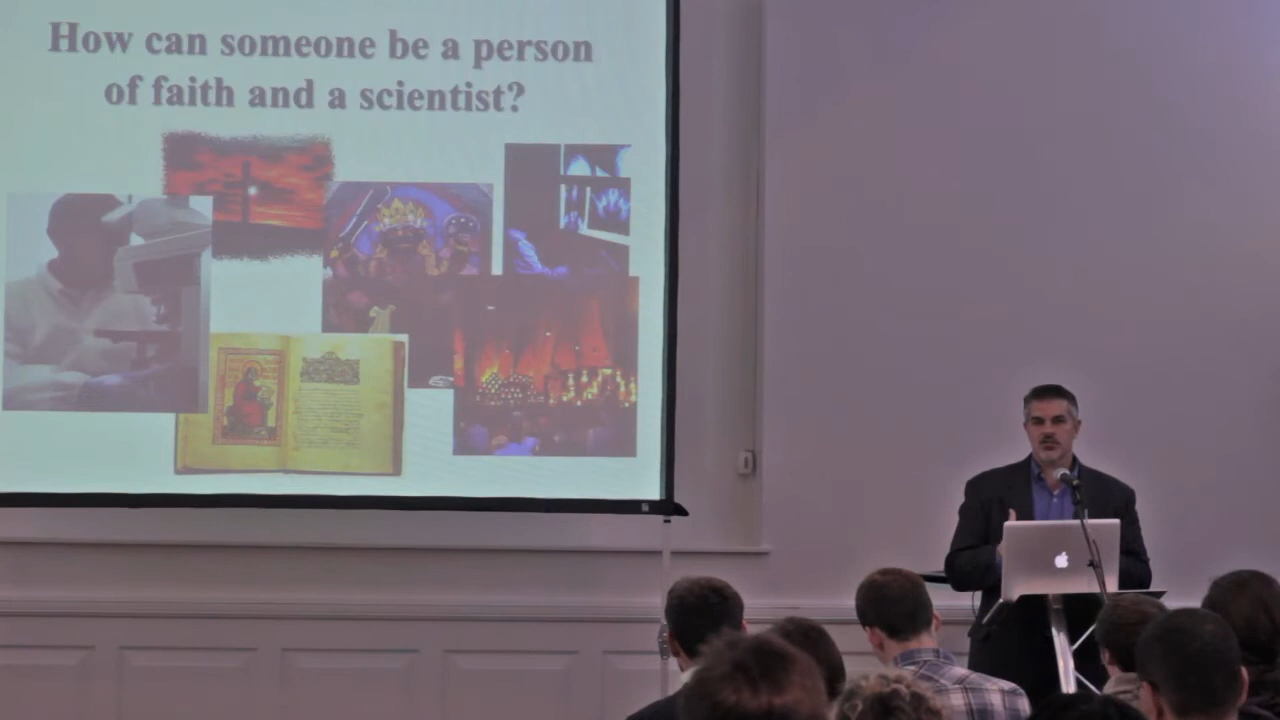 How can someone be a person
of faith and a scientist?